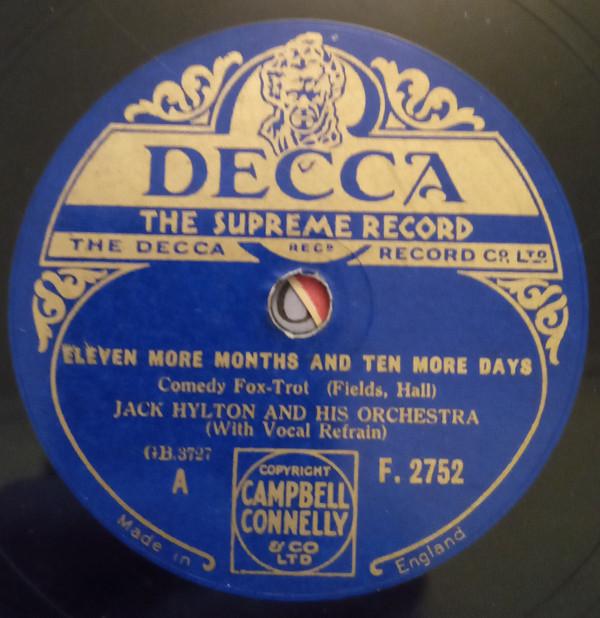 DECCA
THE SUPREME RECORD
THE DECCA REGD RECORD CO. LTD
ELEVEN MORE MONTHS AND TEN MORE DAYS
Comedy Fox-Trot (Fields, Hall)
JACK HYLTON AND HIS ORCHESTRA
(With Vocal Refrain)
GB.3727
A
COPYRIGHT
CAMPBELL
CONNELLY
& CO
LTD
F. 2752
Made in England